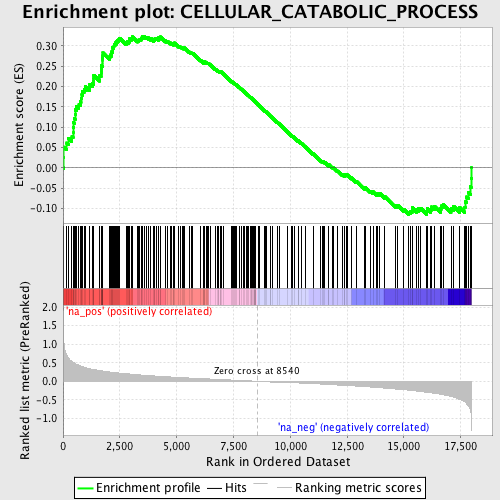 Enrichment plot: CELLULAR_CATABOLIC_PROCESS
Enrichment score (ES)
0.30
0.25
0.20
0.15
0.10
0.05
0.00
-0.05
-0.10
'na_pos' (positively correlated)
Ranked list metric (PreRanked)
2.0
1.5
1.0
0.5
0.0
-0.5
-1.0
Zero cross at 8540
'na_neg' (negatively correlated)
0
2,500
5,000
7,500
10,000
12,500
15,000
17,500
Rank in Ordered Dataset
Enrichment profile
Hits
Ranking metric scores